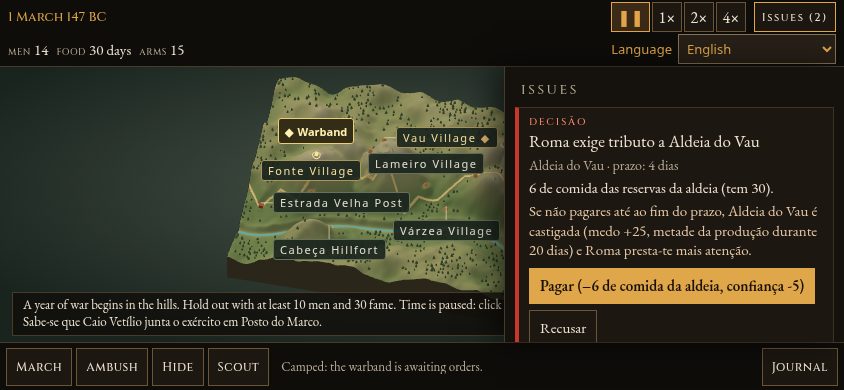 1 March 147 BC
❚❚ 1× 2× 4× Issues (2)
MEN 14 FOOD 30 days ARMS 15
Language English
ISSUES
DECISÃO
Roma exige tributo a Aldeia do Vau
Aldeia do Vau · prazo: 4 dias
6 de comida das reservas da aldeia (tem 30).
Se não pagares até ao fim do prazo, Aldeia do Vau é
castigada (medo +25, metade da produção durante
20 dias) e Roma presta-te mais atenção.
Pagar (−6 de comida da aldeia, confiança -5)
Recusar
◆ Warband
Vau Village ◆
Lameiro Village
Fonte Village
Estrada Velha Post
Várzea Village
Cabeça Hillfort
A year of war begins in the hills. Hold out with at least 10 men and 30 fame. Time is paused: click
Sabe-se que Caio Vetílio junta o exército em Posto do Marco.
March Ambush Hide Scout Camped: the warband is awaiting orders. Journal